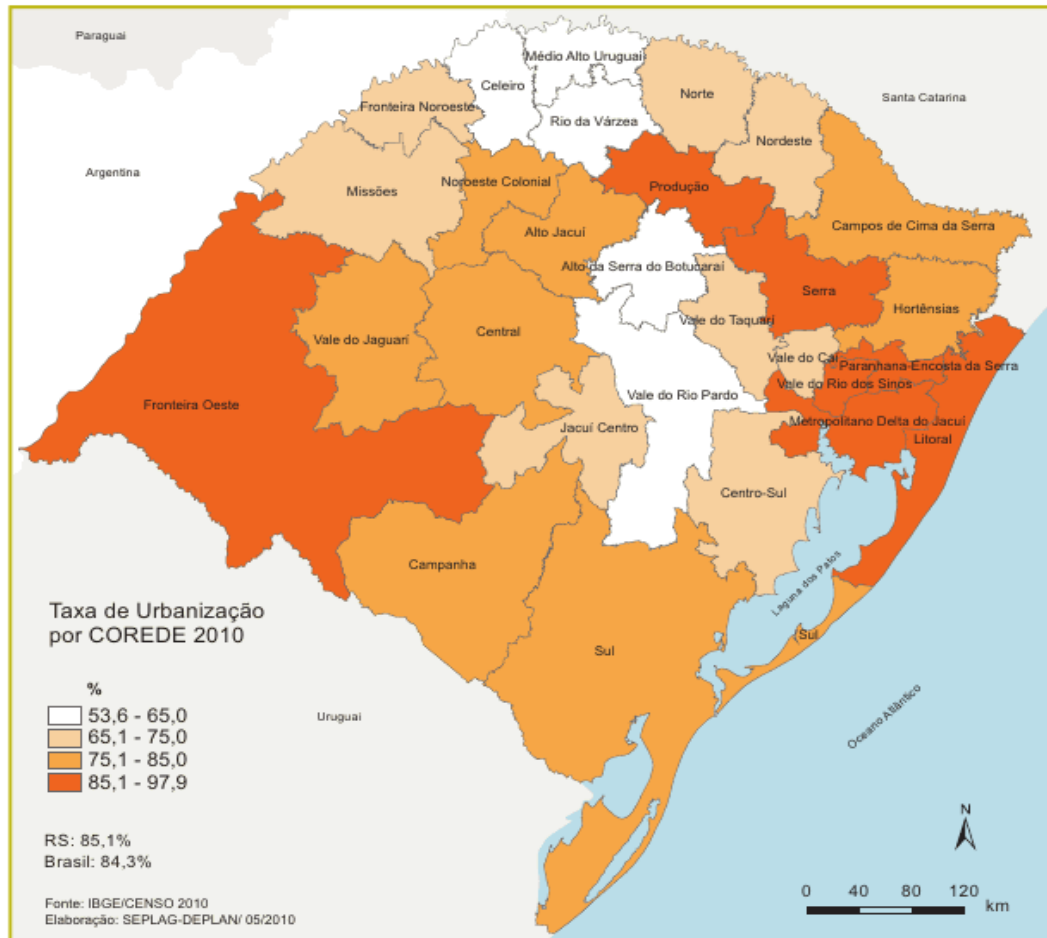 Paraguai
Médio Alto Uruguai
Celeiro
Norte
Santa Catarina
Fronteira Noroeste
Rio da Várzea
Nordeste
Argentina
Missões
Noroeste Colonial
Produção
Alto Jacuí
Campos de Cima da Serra
Alto da Serra do Botucaraí
Serra
Hortênsias
Vale do Jaguarí
Central
Vale do Taquarí
Vale do Caí
Paranhana-Encosta da Serra
Vale do Rio dos Sinos
Fronteira Oeste
Vale do Rio Pardo
Metropolitano Delta do Jacuí
Jacuí Centro
Litoral
Centro-Sul
Campanha
Laguna dos Patos
Sul
Sul
Oceano Atlântico
Uruguai
Taxa de Urbanização
por COREDE 2010
%
53,6 - 65,0
65,1 - 75,0
75,1 - 85,0
85,1 - 97,9
RS: 85,1%
Brasil: 84,3%
Fonte: IBGE/CENSO 2010
Elaboração: SEPLAG-DEPLAN/ 05/2010
N
0 40 80 120
km